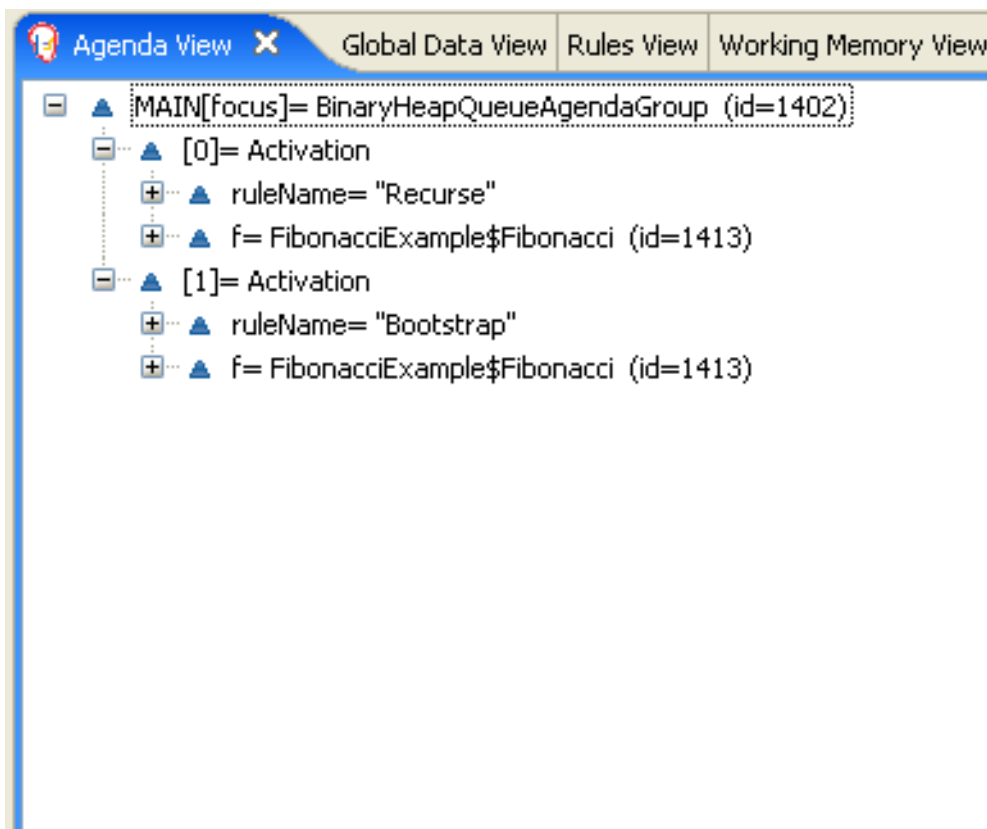 Agenda View Global Data View Rules View Working Memory View
MAIN[focus]= BinaryHeapQueueAgendaGroup (id=1402)
[0]= Activation
ruleName= "Recurse"
f= FibonacciExample$Fibonacci (id=1413)
[1]= Activation
ruleName= "Bootstrap"
f= FibonacciExample$Fibonacci (id=1413)